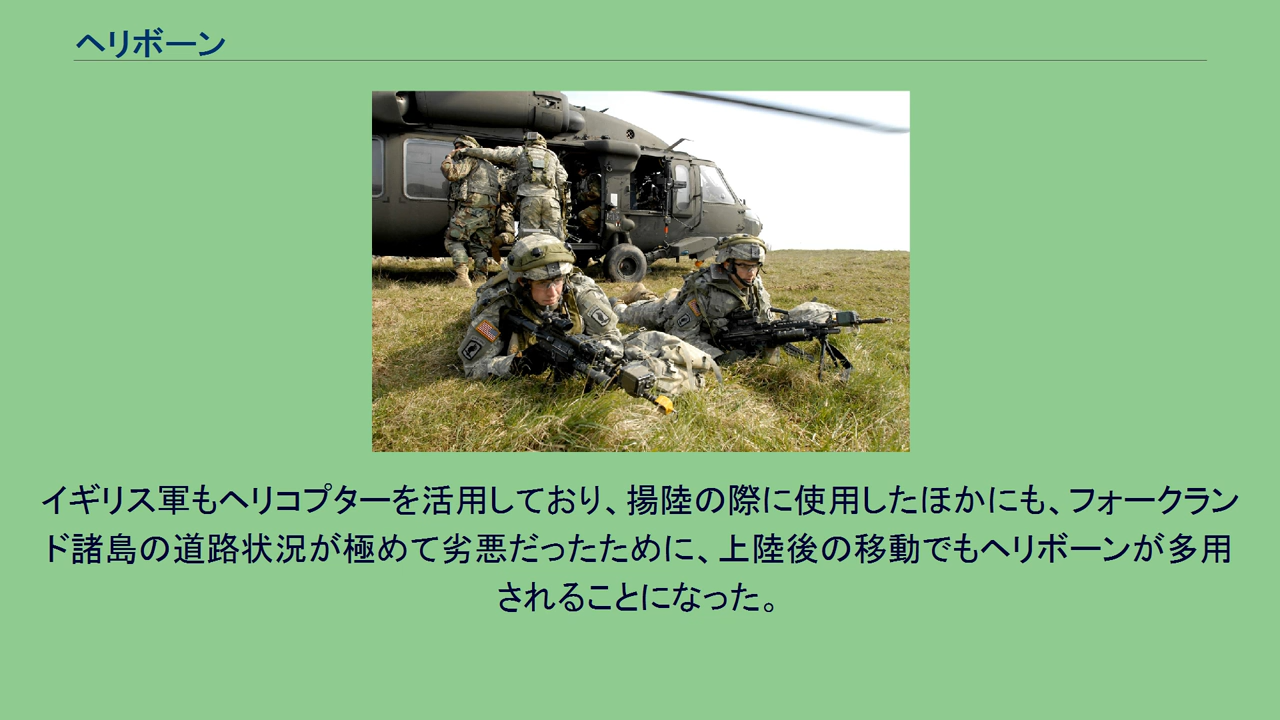 ヘリボーン
イギリス軍もヘリコプターを活用しており、揚陸の際に使用したほかにも、フォークラン
ド諸島の道路状況が極めて劣悪だったために、上陸後の移動でもヘリボーンが多用
されることになった。